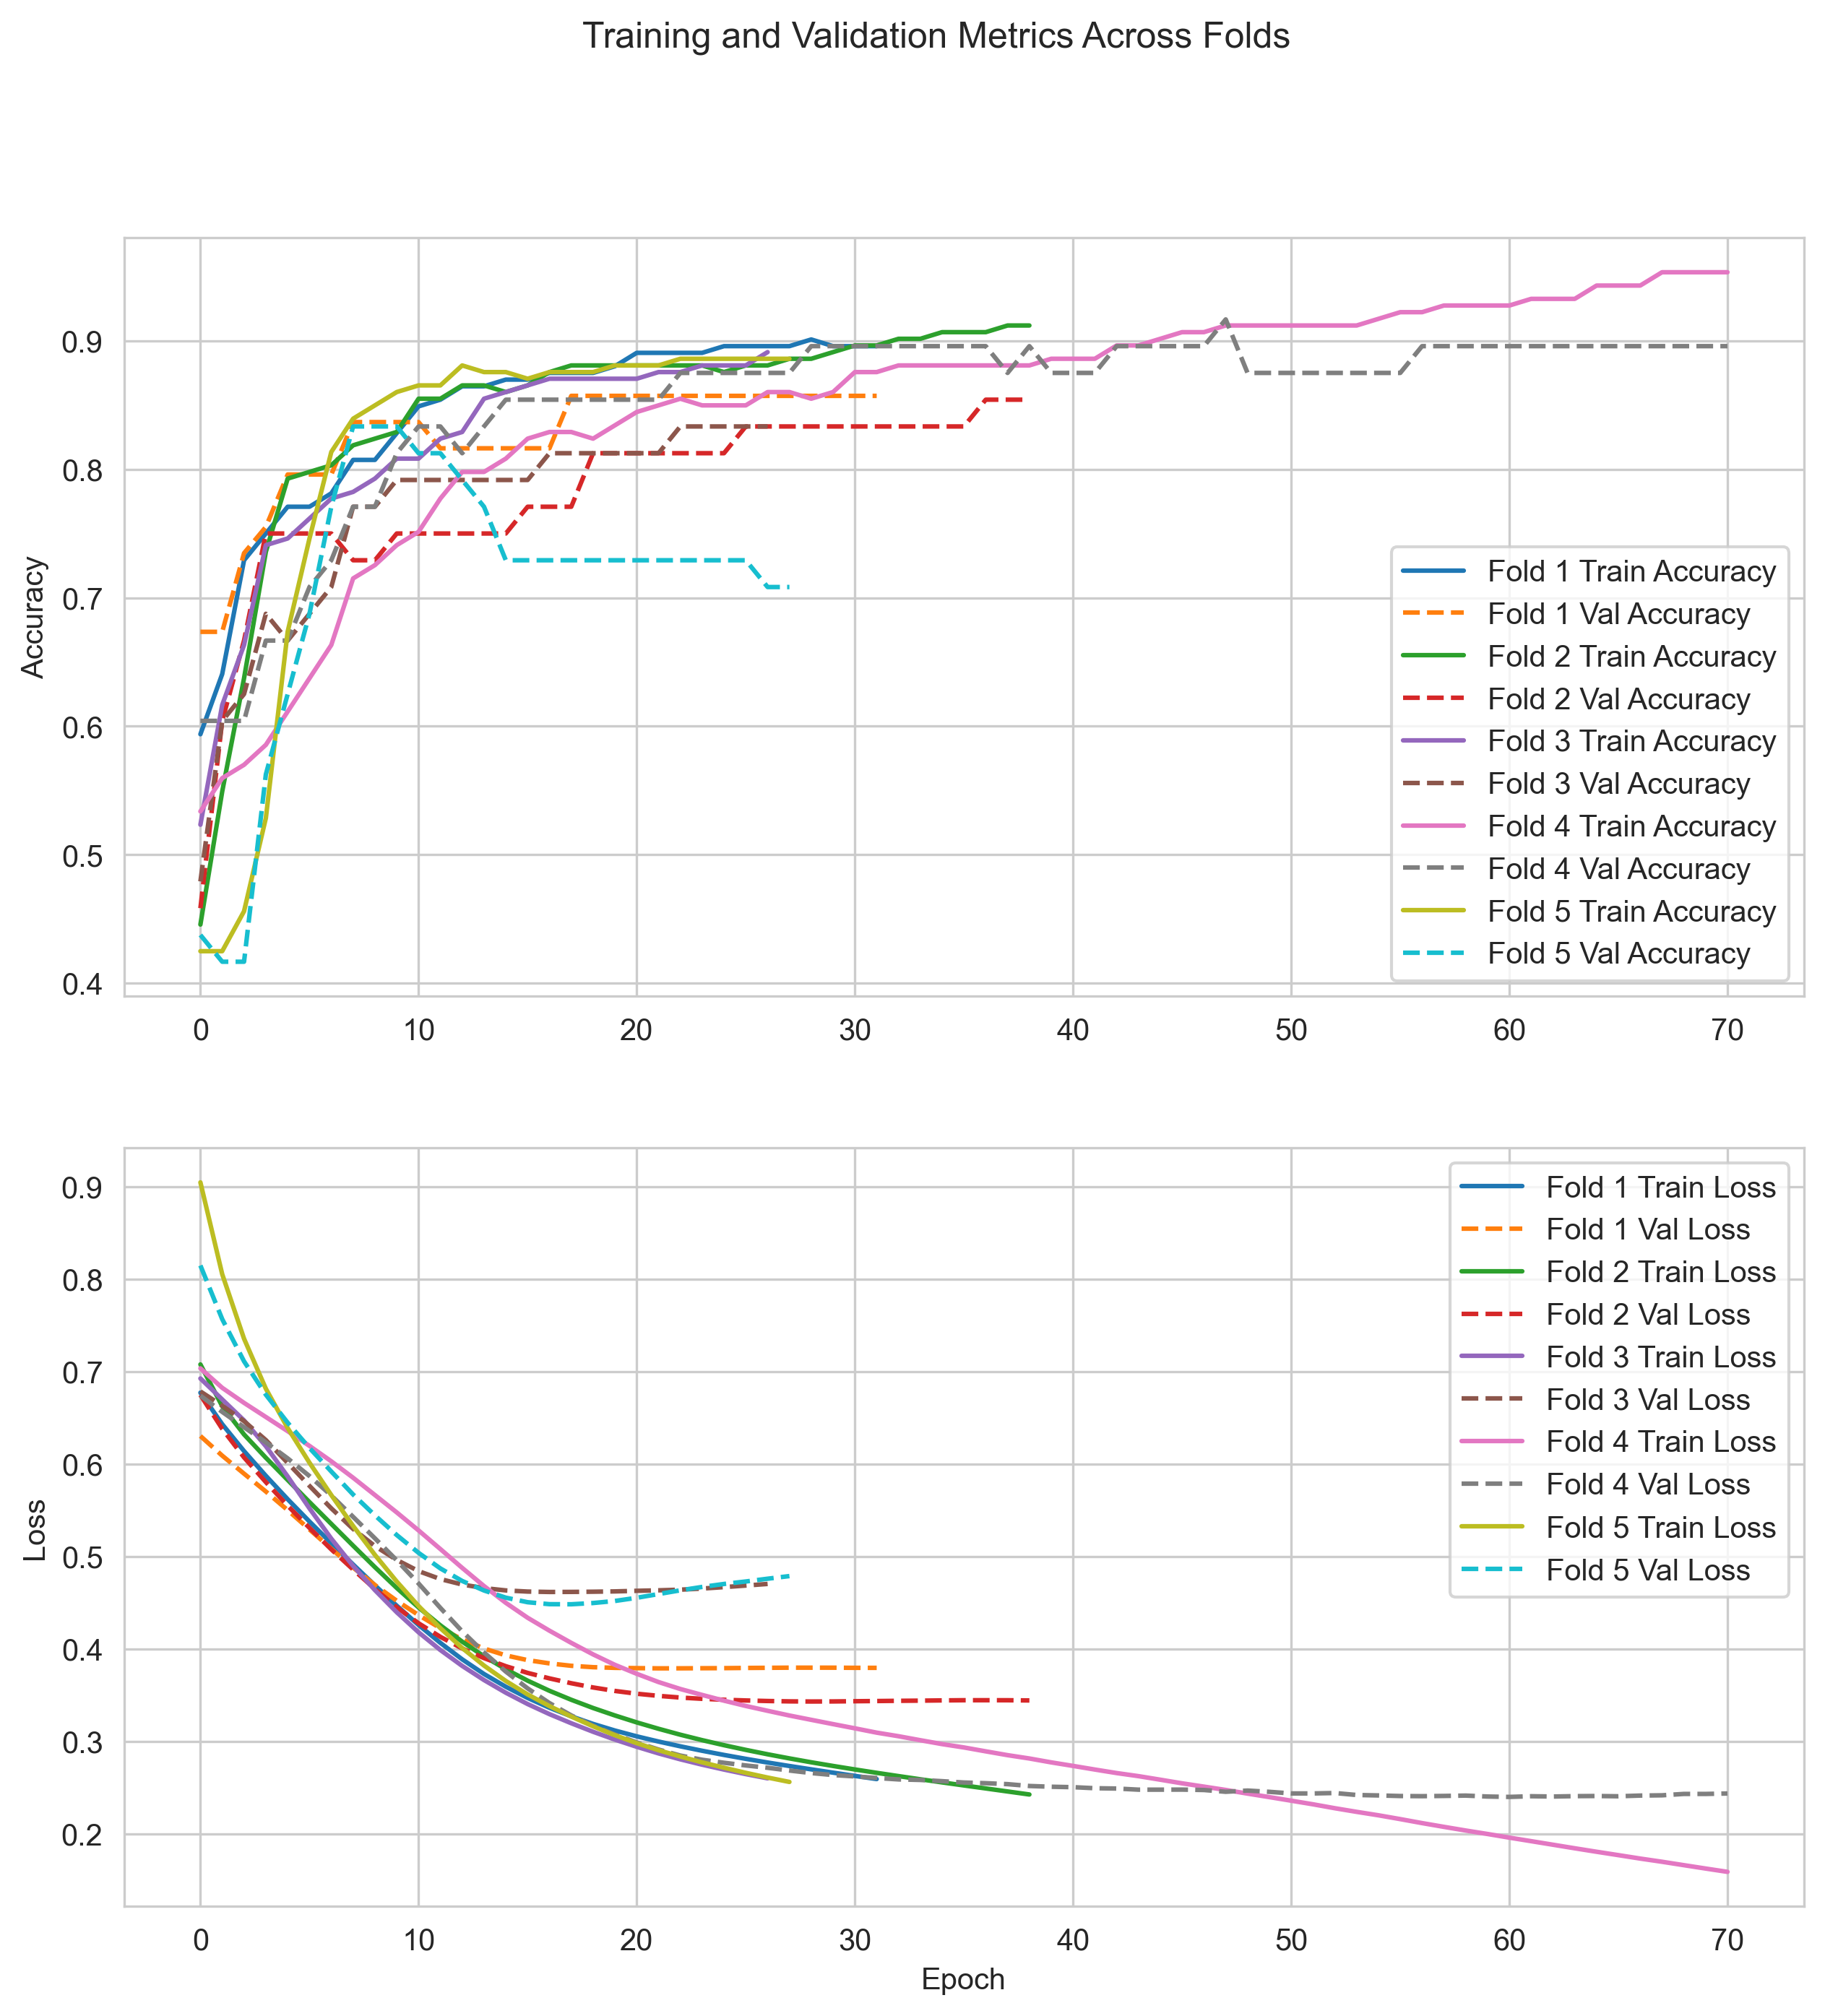 Training and Validation Metrics Across Folds
Accuracy
0.9
0.8
0.7
0.6
0.5
0.4
0 10 20 30 40 50 60 70
Fold 1 Train Accuracy
Fold 1 Val Accuracy
Fold 2 Train Accuracy
Fold 2 Val Accuracy
Fold 3 Train Accuracy
Fold 3 Val Accuracy
Fold 4 Train Accuracy
Fold 4 Val Accuracy
Fold 5 Train Accuracy
Fold 5 Val Accuracy
Loss
0.9
0.8
0.7
0.6
0.5
0.4
0.3
0.2
0 10 20 30 40 50 60 70
Fold 1 Train Loss
Fold 1 Val Loss
Fold 2 Train Loss
Fold 2 Val Loss
Fold 3 Train Loss
Fold 3 Val Loss
Fold 4 Train Loss
Fold 4 Val Loss
Fold 5 Train Loss
Fold 5 Val Loss
Epoch